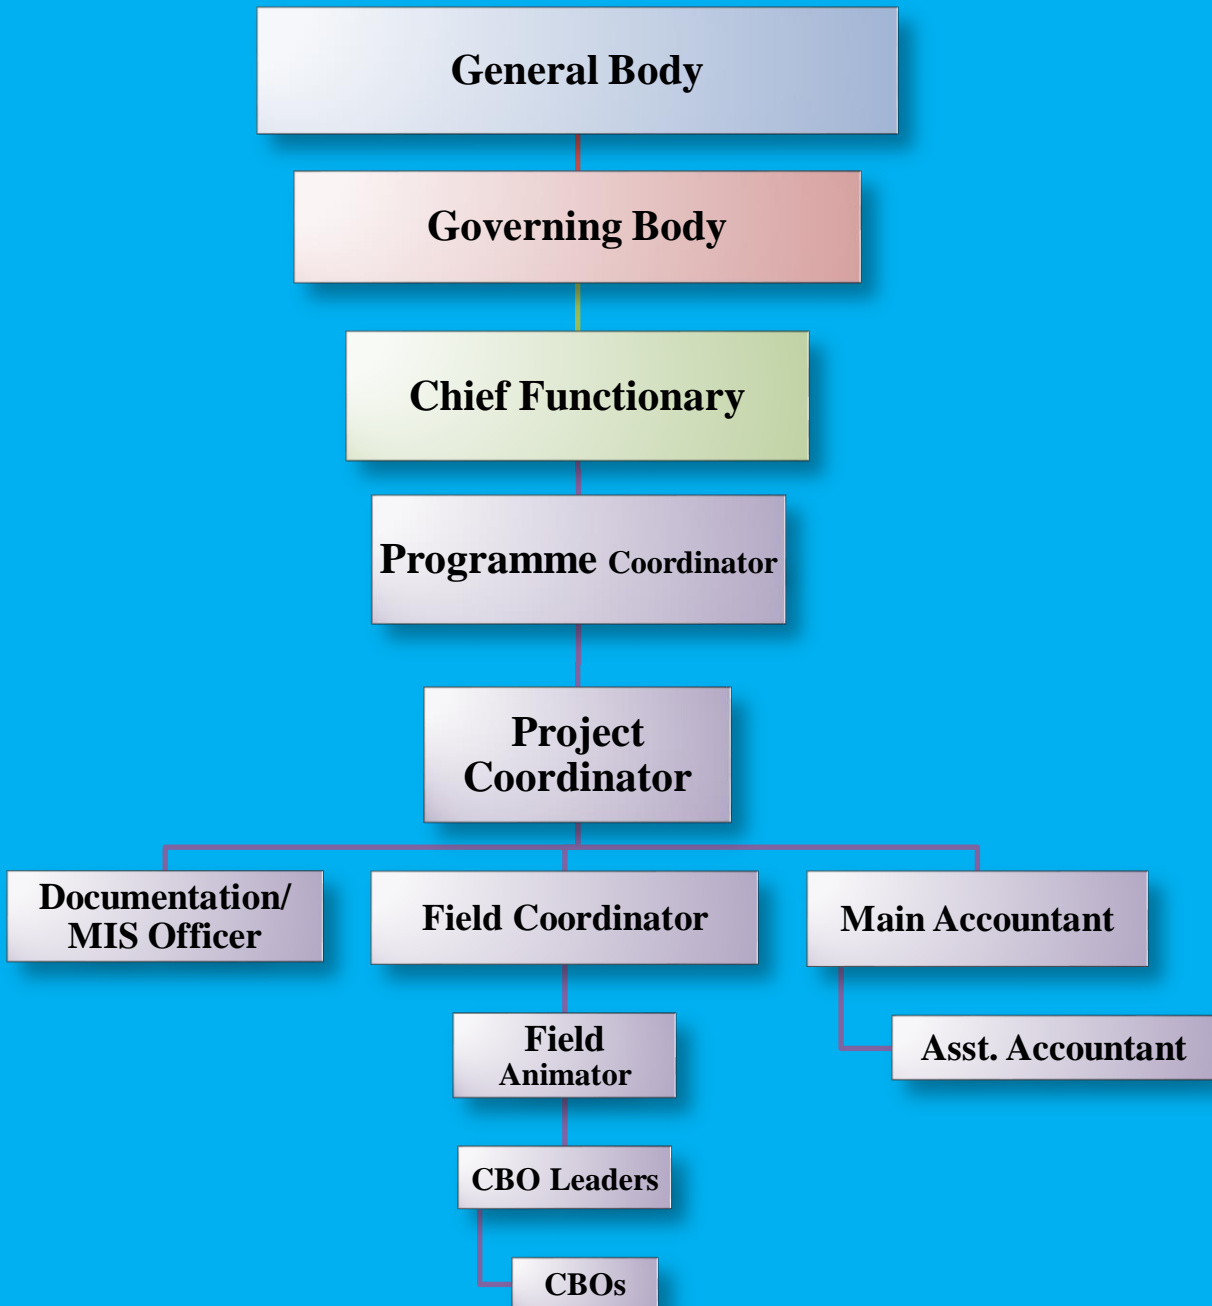 General Body
Governing Body
Chief Functionary
Programme Coordinator
Project
Coordinator
Documentation/
MIS Officer
Field Coordinator
Main Accountant
Field
Animator
Asst. Accountant
CBO Leaders
CBOs